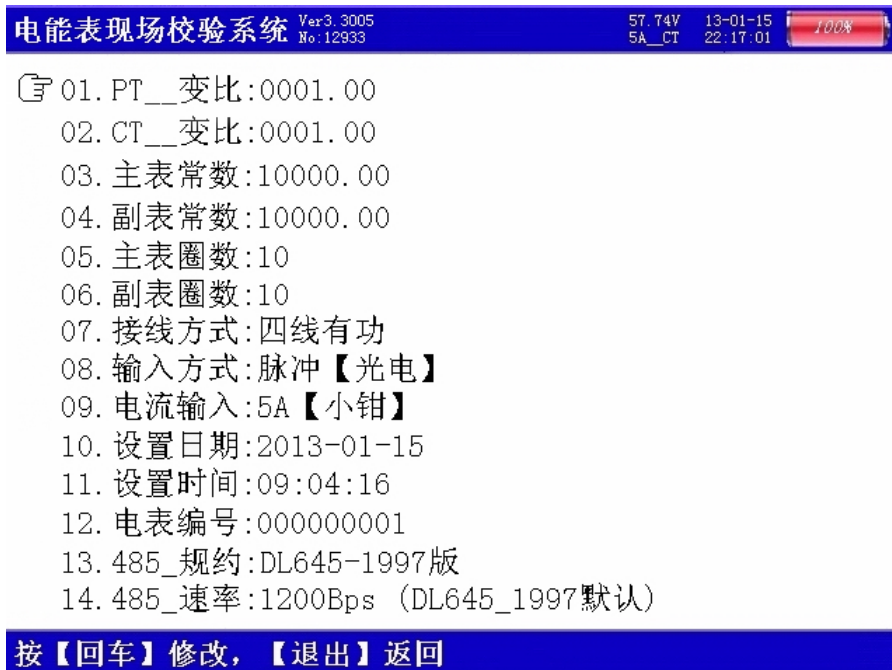 电能表现场校验系统 Ver3.3005 57.74V 13-01-15 100%
No:12933 5A__CT 22:17:01
01.PT__变比:0001.00
02.CT__变比:0001.00
03.主表常数:10000.00
04.副表常数:10000.00
05.主表圈数:10
06.副表圈数:10
07.接线方式:四线有功
08.输入方式:脉冲【光电】
09.电流输入:5A【小钳】
10.设置日期:2013-01-15
11.设置时间:09:04:16
12.电表编号:000000001
13.485_规约:DL645-1997版
14.485_速率:1200Bps (DL645_1997默认)
按【回车】修改，【退出】返回